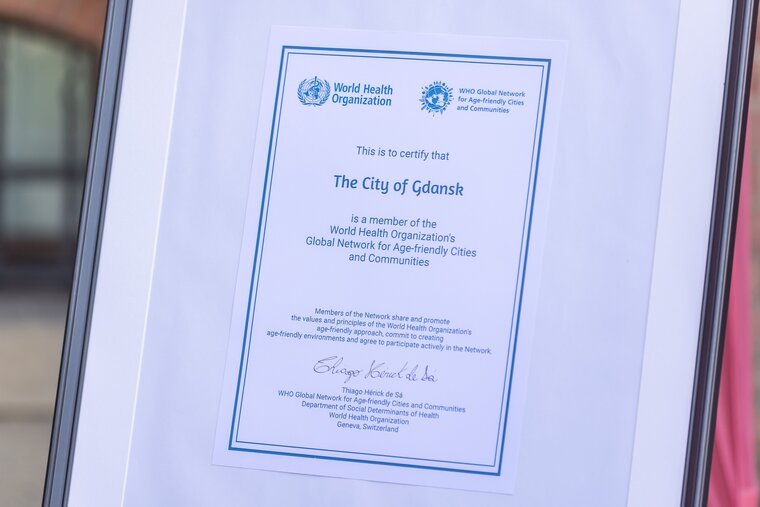 World Health
Organization
WHO Global Network
for Age-friendly Cities
and Communities
This is to certify that
The City of Gdansk
is a member of the
World Health Organization's
Global Network for Age-friendly Cities
and Communities
Members of the Network share and promote
the values and principles of the World Health Organization's
age-friendly approach, commit to creating
age-friendly environments and agree to participate actively in the Network.
Thiago Hérick de Sá
Thiago Hérick de Sá
WHO Global Network for Age-friendly Cities and Communities
Department of Social Determinants of Health
World Health Organization
Geneva, Switzerland